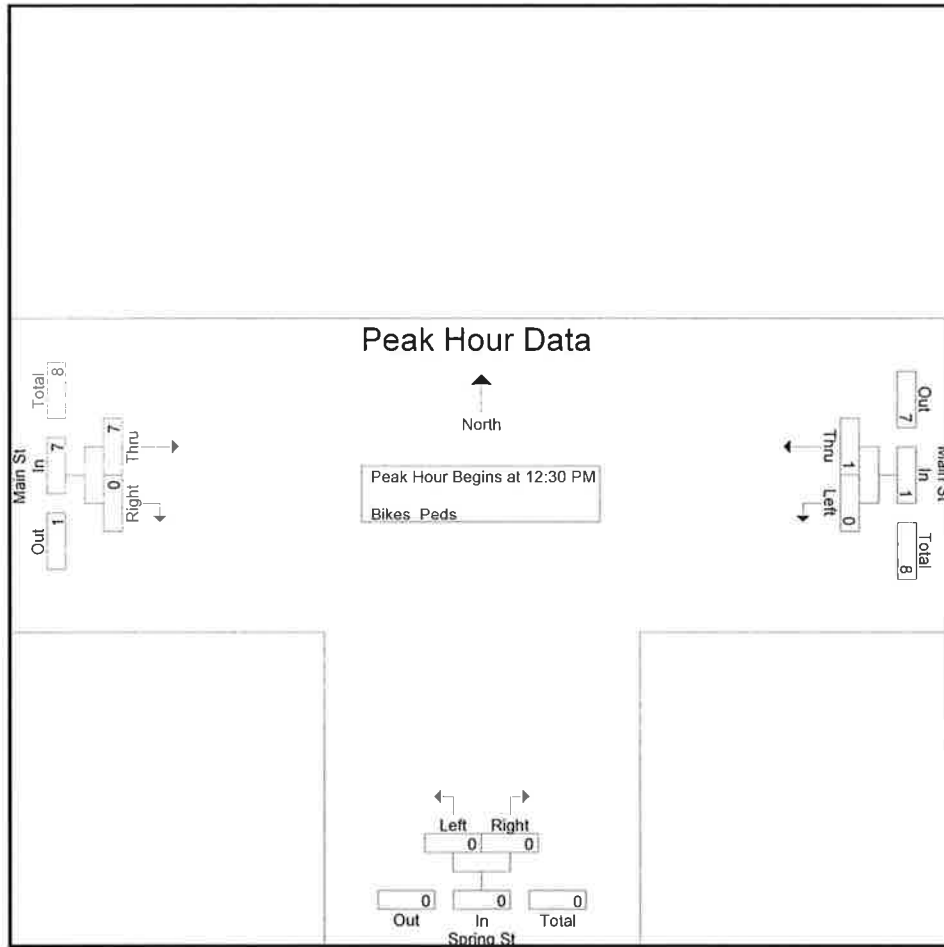 Peak Hour Data
North
Peak Hour Begins at 12:30 PM
Bikes Peds
Main St
Out In Total
1 7 8
Right Thru
0 7
Main St
Out In Total
7 1 8
Thru Left
1 0
Left Right
0 0
0 0 0
Out In Total
Spring St